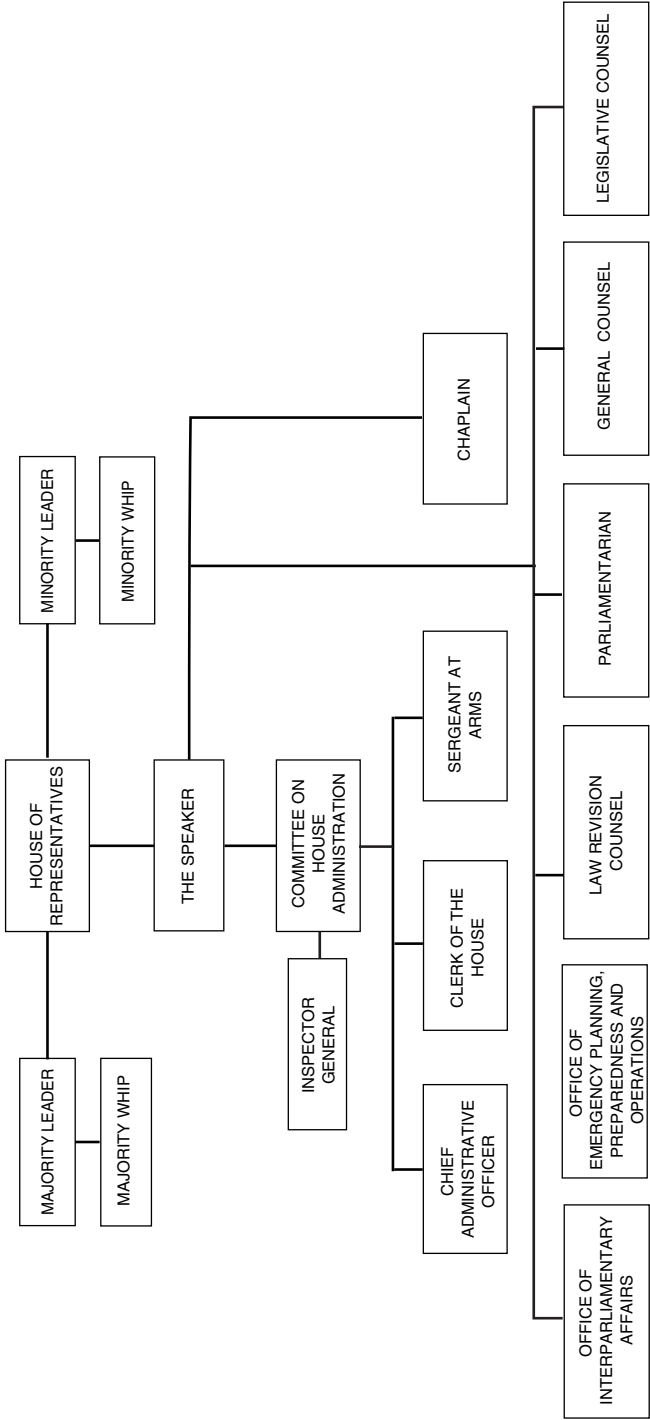 HOUSE OF
REPRESENTATIVES
MAJORITY LEADER
MINORITY LEADER
MAJORITY WHIP
MINORITY WHIP
THE SPEAKER
COMMITTEE ON
HOUSE
ADMINISTRATION
INSPECTOR
GENERAL
CHIEF
ADMINISTRATIVE
OFFICER
CLERK OF THE
HOUSE
SERGEANT AT
ARMS
CHAPLAIN
OFFICE OF
INTERPARLIAMENTARY
AFFAIRS
OFFICE OF
EMERGENCY PLANNING,
PREPAREDNESS AND
OPERATIONS
LAW REVISION
COUNSEL
PARLIAMENTARIAN
GENERAL COUNSEL
LEGISLATIVE COUNSEL